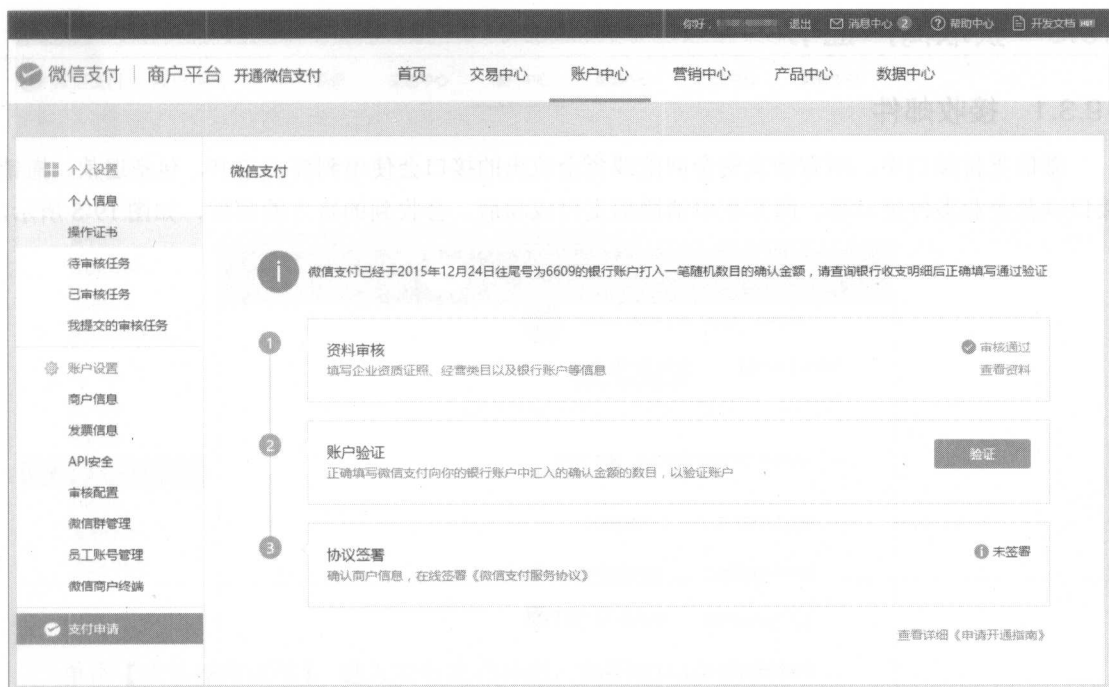 你好， 退出 消息中心 2 帮助中心 开发文档 HOT
微信支付 商户平台 开通微信支付 首页 交易中心 账户中心 营销中心 产品中心 数据中心
8.3.1 接收邮件
个人设置
个人信息
操作证书
待审核任务
已审核任务
我提交的审核任务
账户设置
商户信息
发票信息
API安全
审核配置
微信群管理
员工账号管理
微信商户终端
支付申请
微信支付
微信支付已经于2015年12月24日往尾号为6609的银行账户打入一笔随机数目的确认金额，请查询银行收支明细后正确填写通过验证
1
资料审核
填写企业资质证照、经营类目以及银行账户等信息
审核通过
查看资料
2
账户验证
正确填写微信支付向你的银行账户中汇入的确认金额的数目，以验证账户
验证
3
协议签署
确认商户信息，在线签署《微信支付服务协议》
未签署
查看详细《申请开通指南》